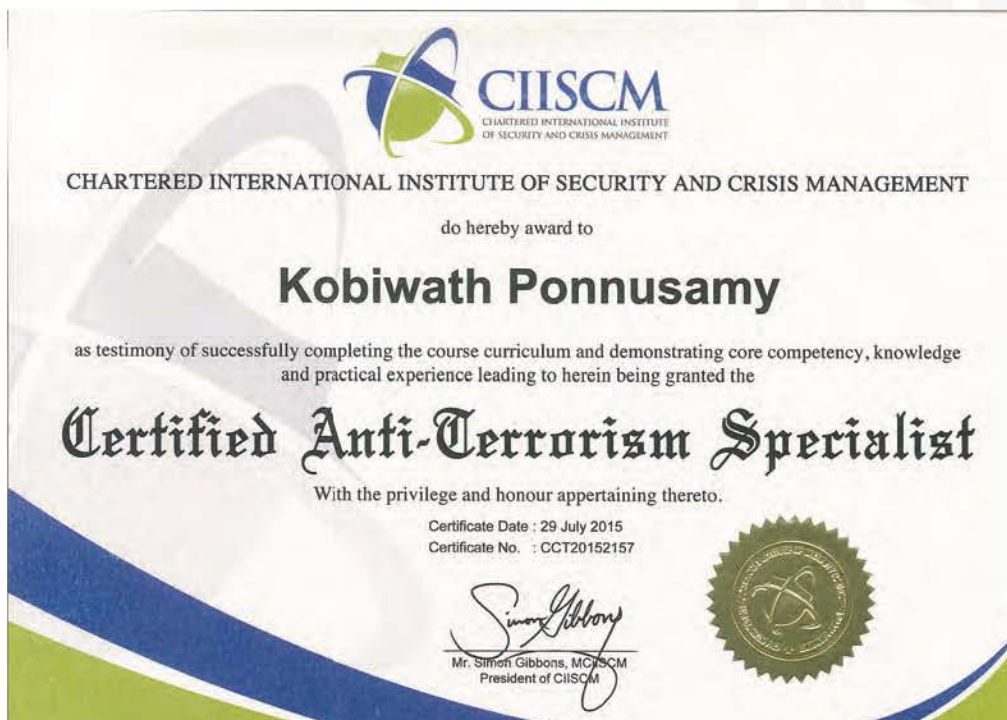 CIISCM
CHARTERED INTERNATIONAL INSTITUTE
OF SECURITY AND CRISIS MANAGEMENT
CHARTERED INTERNATIONAL INSTITUTE OF SECURITY AND CRISIS MANAGEMENT
do hereby award to
Kobiwath Ponnusamy
as testimony of successfully completing the course curriculum and demonstrating core competency, knowledge
and practical experience leading to herein being granted the
Certified Anti-Terrorism Specialist
With the privilege and honour appertaining thereto.
Certificate Date : 29 July 2015
Certificate No. : CCT20152157
Simon Gibbons
Mr. Simon Gibbons, MCIISCM
President of CIISCM